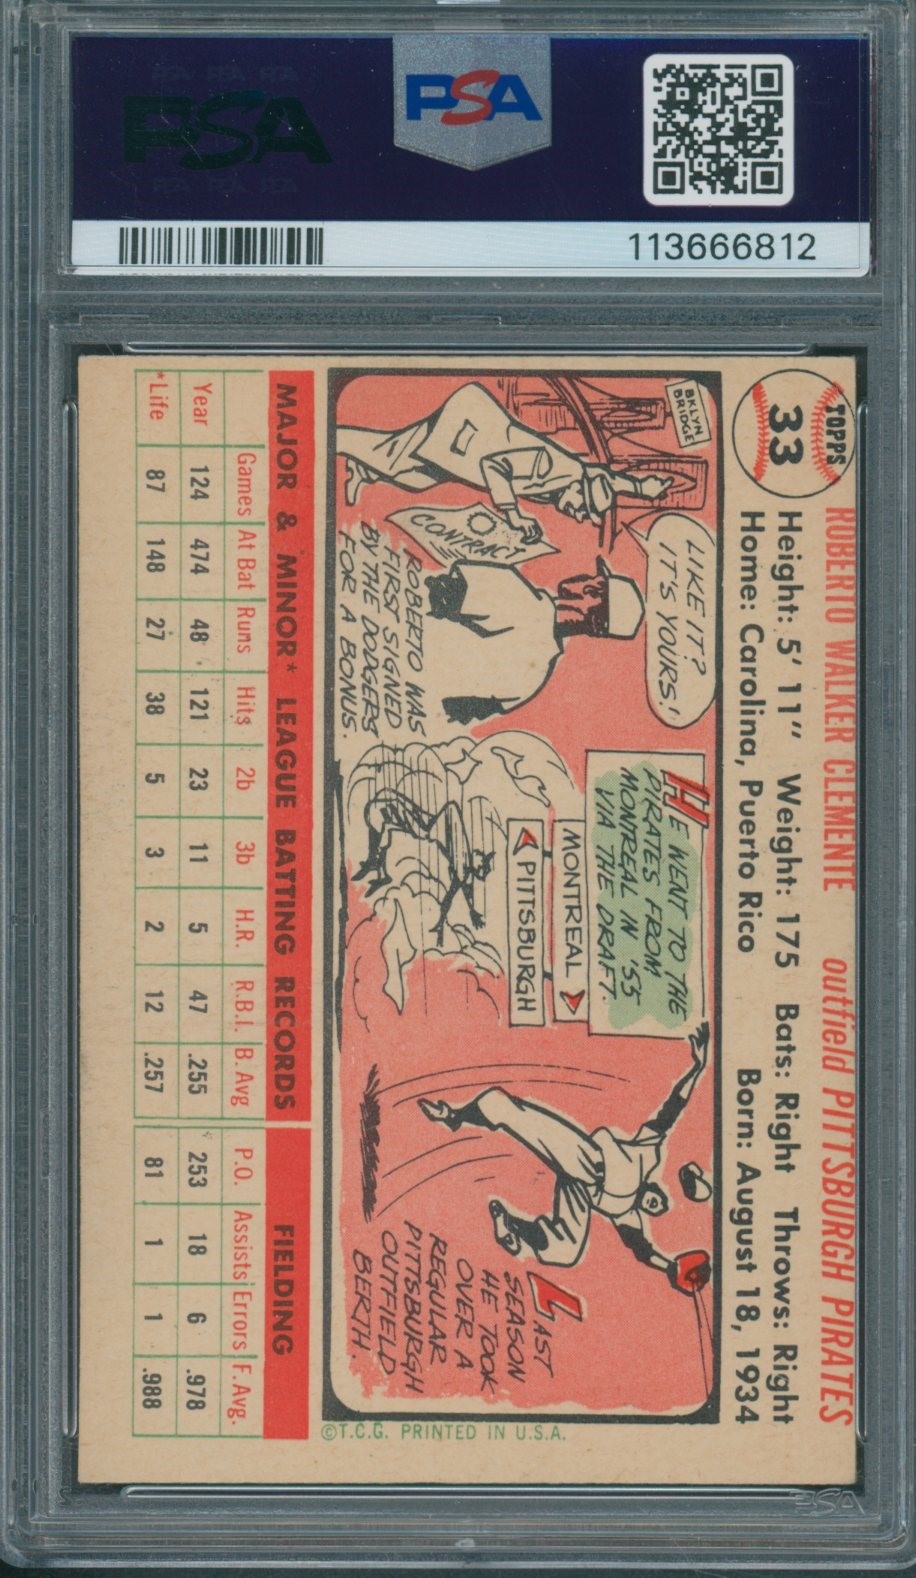 PSA
PSA
113666812
TOPPS
33
ROBERTO WALKER CLEMENTE outfield PITTSBURGH PIRATES
Height: 5' 11" Weight: 175 Bats: Right Throws: Right
Home: Carolina, Puerto Rico Born: August 18, 1934
BKLYN
BRIDGE
LIKE IT?
IT'S YOURS!
CONTRACT
ROBERTO WAS
FIRST SIGNED
BY THE DODGERS
FOR A BONUS.
HE WENT TO THE
PIRATES FROM
MONTREAL IN '55
VIA THE DRAFT.
MONTREAL
PITTSBURGH
LAST
SEASON
HE TOOK
OVER A
REGULAR
PITTSBURGH
OUTFIELD
BERTH.
©T.C.G. PRINTED IN U.S.A.
MAJOR & MINOR* LEAGUE BATTING RECORDS FIELDING
Games At Bat Runs Hits 2b 3b H.R. R.B.I. B. Avg P.O. Assists Errors F. Avg.
Year 124 474 48 121 23 11 5 47 .255 253 18 6 .978
*Life 87 148 27 38 5 3 2 12 .257 81 1 1 .988
PSA